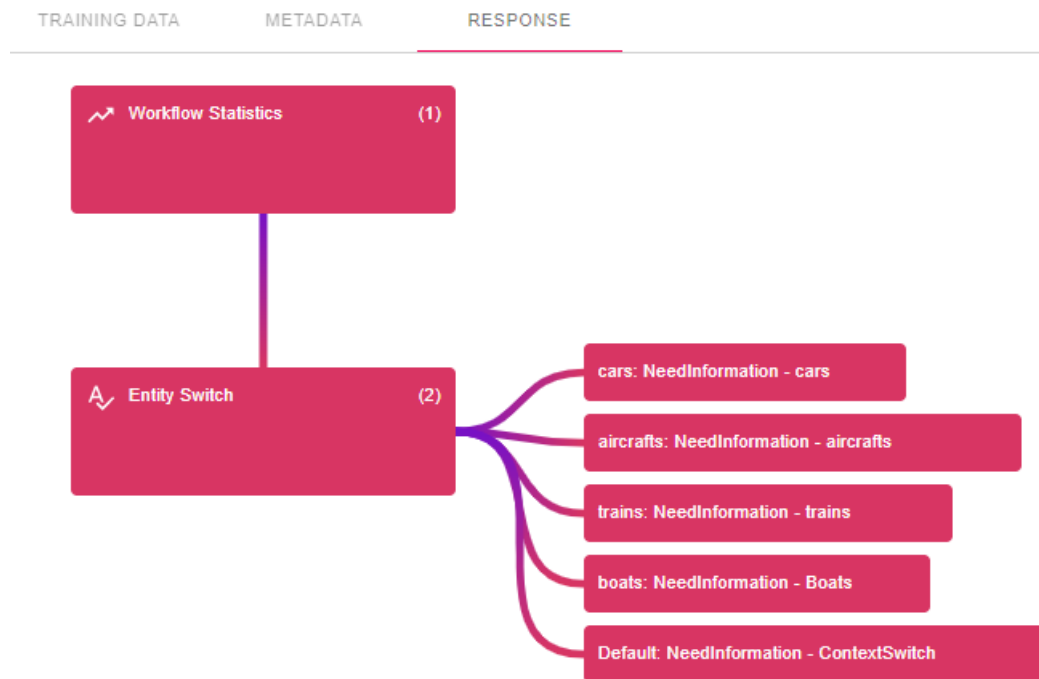 TRAINING DATA METADATA RESPONSE
Workflow Statistics (1)
Entity Switch (2)
cars: NeedInformation - cars
aircrafts: NeedInformation - aircrafts
trains: NeedInformation - trains
boats: NeedInformation - Boats
Default: NeedInformation - ContextSwitch